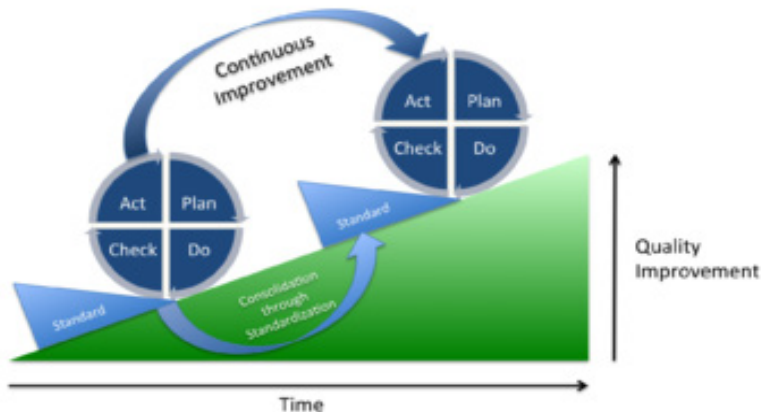 Continuous
Improvement
Act
Plan
Check
Do
Act
Plan
Check
Do
Standard
Standard
Consolidation
through
Standardization
Quality
Improvement
Time